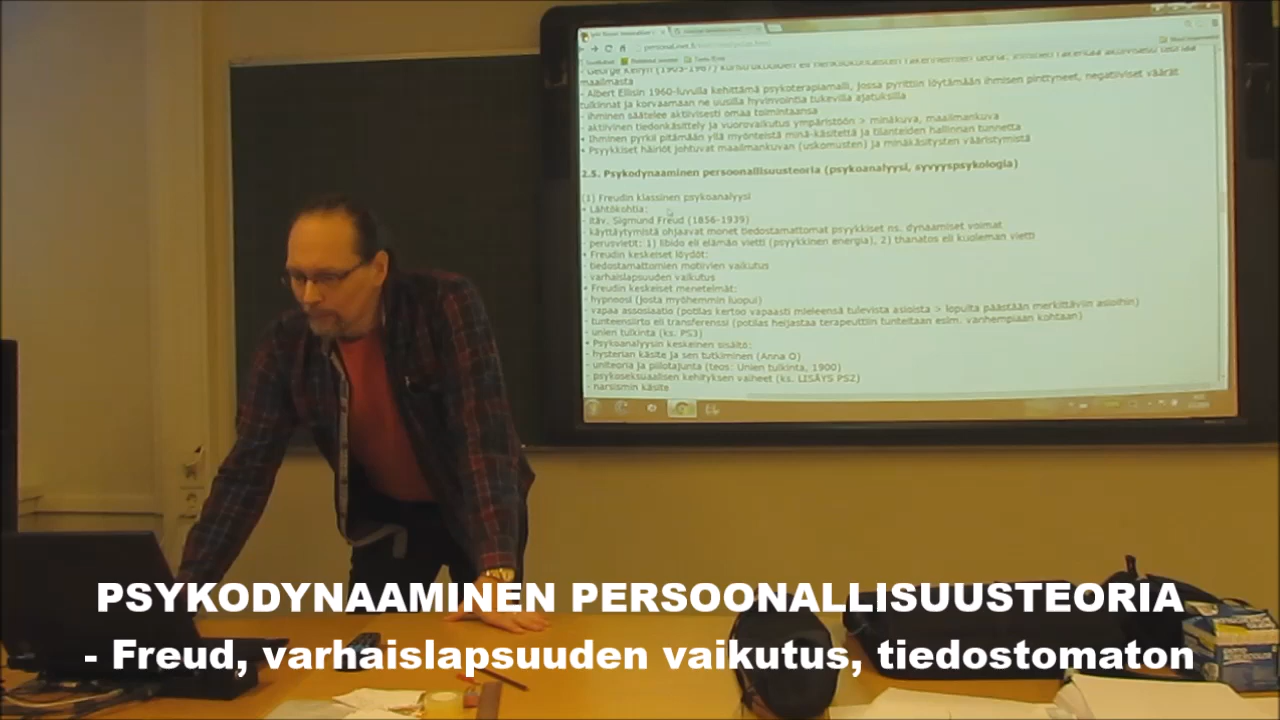 maailmasta
- Albert Ellisin 1960-luvulla kehittämä psykoterapiamalli, jossa pyrittiin löytämään ihmisen pinttyneet, negatiiviset väärät
tulkinnat ja korvaamaan ne uusilla hyvinvointia tukevilla ajatuksilla
- ihminen säätelee aktiivisesti omaa toimintaansa
- aktiivinen tiedonkäsittely ja vuorovaikutus ympäristöön > minäkuva, maailmankuva
• Ihminen pyrkii pitämään yllä myönteistä minä-käsitettä ja tilanteiden hallinnan tunnetta
• Psyykkiset häiriöt johtuvat maailmankuvan (uskomusten) ja minäkäsitysten vääristymistä
2.5. Psykodynaaminen persoonallisuusteoria (psykoanalyysi, syvyyspsykologia)
(1) Freudin klassinen psykoanalyysi
• Lähtökohtia:
- itäv. Sigmund Freud (1856-1939)
- käyttäytymistä ohjaavat monet tiedostamattomat psyykkiset ns. dynaamiset voimat
- perusvietit: 1) libido eli elämän vietti (psyykkinen energia), 2) thanatos eli kuoleman vietti
• Freudin keskeiset löydöt:
- tiedostamattomien motiivien vaikutus
- varhaislapsuuden vaikutus
• Freudin keskeiset menetelmät:
- hypnoosi (josta myöhemmin luopui)
- vapaa assosiaatio (potilas kertoo vapaasti mieleensä tulevista asioista > lopulta päästään merkittäviin asioihin)
- tunteensiirto eli transferenssi (potilas heijastaa terapeuttiin tunteitaan esim. vanhempiaan kohtaan)
- unien tulkinta (ks. PS3)
• Psykoanalyysin keskeinen sisältö:
- hysterian käsite ja sen tutkiminen (Anna O)
- uniteoria ja piilotajunta (teos: Unien tulkinta, 1900)
- psykoseksuaalisen kehityksen vaiheet (ks. LISÄYS PS2)
- narsismin käsite
PSYKODYNAAMINEN PERSOONALLISUUSTEORIA
- Freud, varhaislapsuuden vaikutus, tiedostomaton